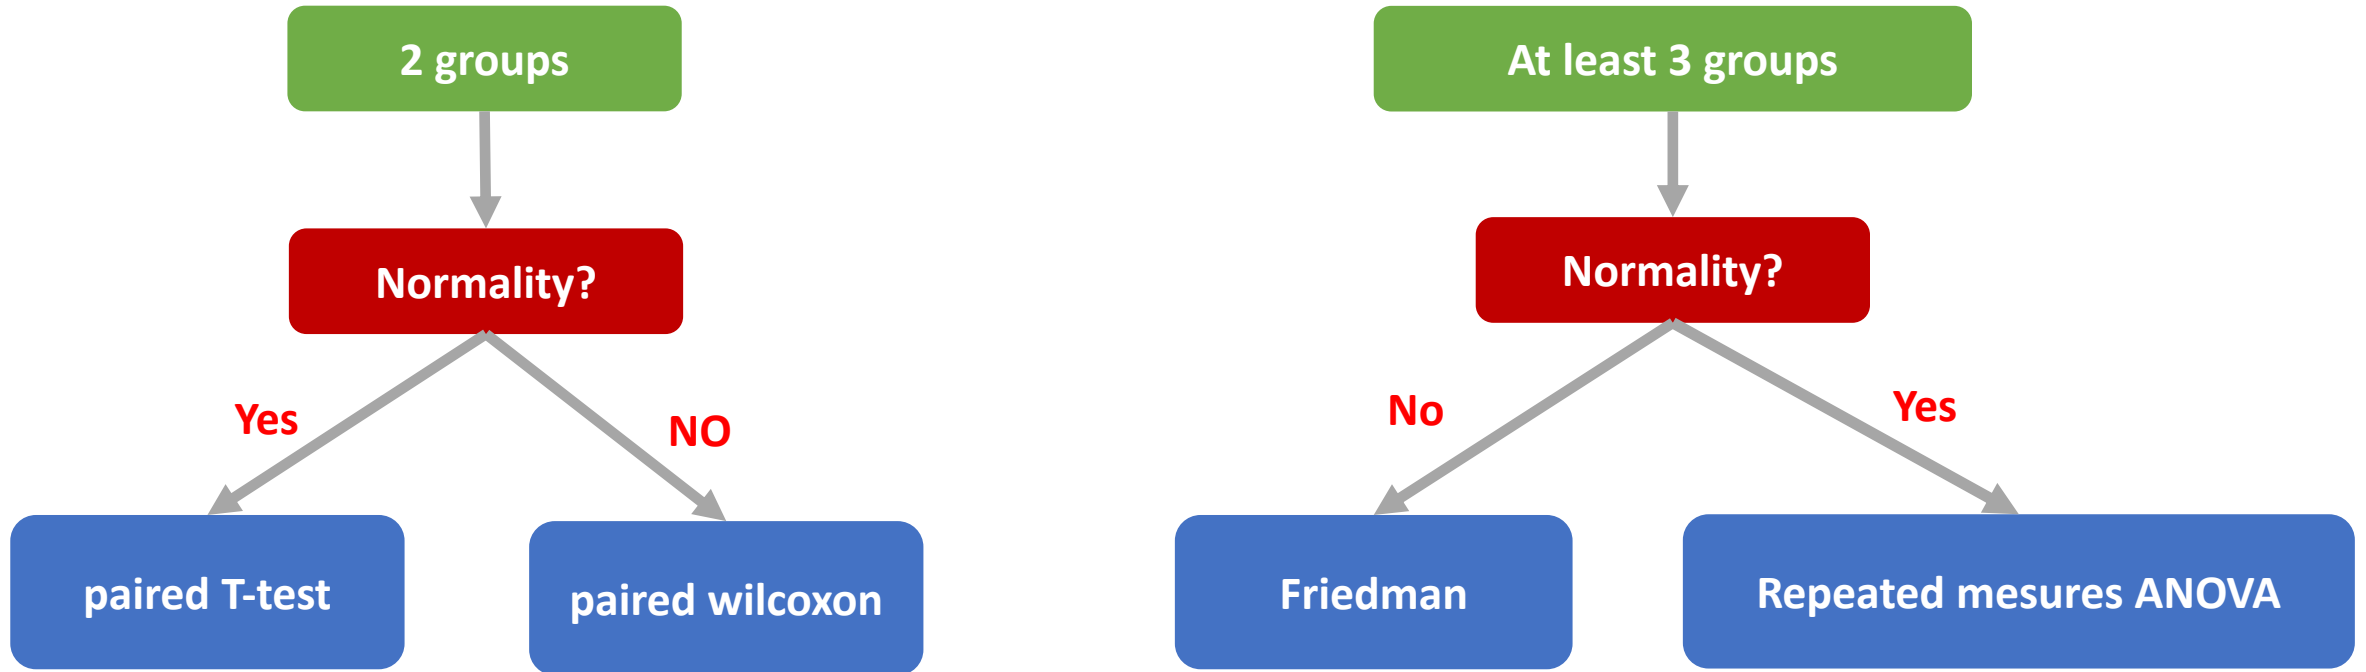 2 groups
At least 3 groups
Normality?
Normality?
Yes
NO
No
Yes
paired T-test
paired wilcoxon
Friedman
Repeated mesures ANOVA